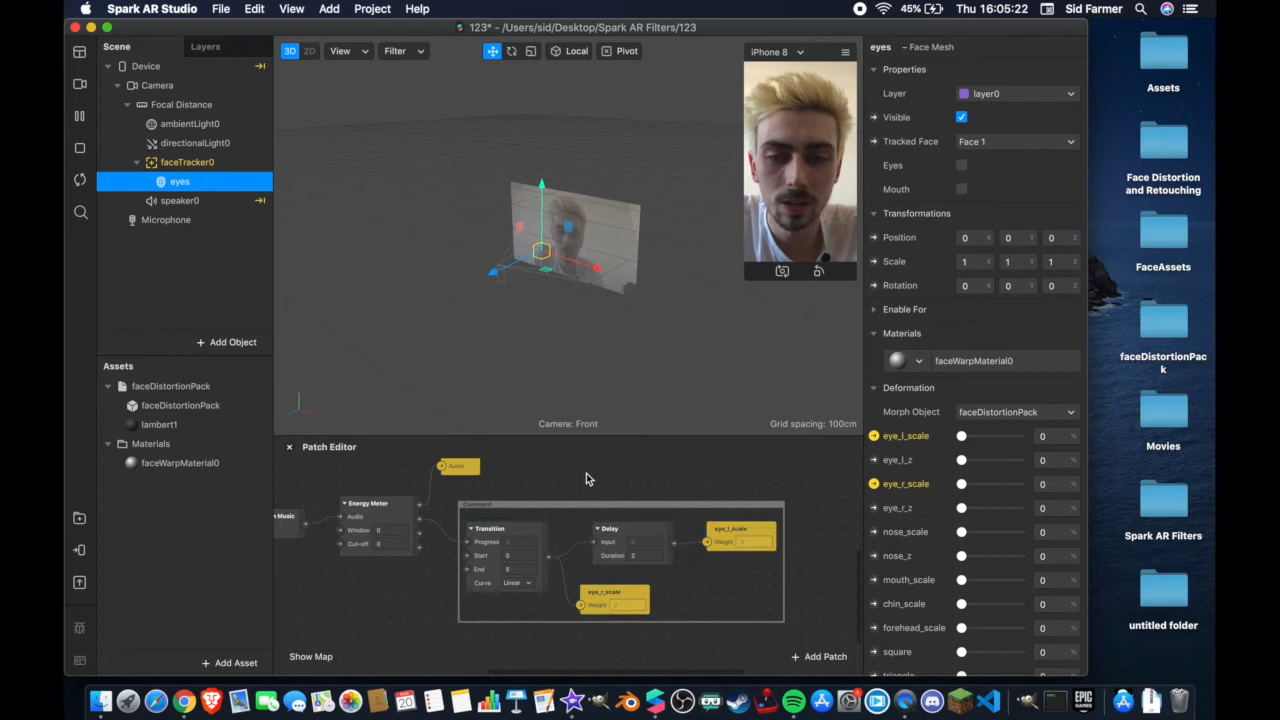 Spark AR Studio File Edit View Add Project Help
45% Thu 16:05:22 Sid Farmer
123* - /Users/sid/Desktop/Spark AR Filters/123
Scene Layers
Device
Camera
Focal Distance
ambientLight0
directionalLight0
faceTracker0
eyes
speaker0
Microphone
+ Add Object
Assets
faceDistortionPack
faceDistortionPack
lambert1
Materials
faceWarpMaterial0
+ Add Asset
3D 2D View Filter Local Pivot
iPhone 8
Camera: Front
Grid spacing: 100cm
Patch Editor
Audio
n Music
Energy Meter
Audio
Window 0
Cut-off 0
Comment
Transition
Progress 0
Start 0
End 5
Curve Linear
Delay
Input 0
Duration 2
eye_l_scale
Weight 0
eye_r_scale
Weight 0
Show Map
+ Add Patch
eyes – Face Mesh
Properties
Layer layer0
Visible
Tracked Face Face 1
Eyes
Mouth
Transformations
Position 0 X 0 Y 0 Z
Scale 1 X 1 Y 1 Z
Rotation 0 X 0 Y 0 Z
Enable For
Materials
faceWarpMaterial0
Deformation
Morph Object faceDistortionPack
eye_l_scale 0 %
eye_l_z 0 %
eye_r_scale 0 %
eye_r_z 0 %
nose_scale 0 %
nose_z 0 %
mouth_scale 0 %
chin_scale 0 %
forehead_scale 0 %
square 0 %
Assets
Face Distortion
and Retouching
FaceAssets
faceDistortionPac
k
Movies
Spark AR Filters
untitled folder